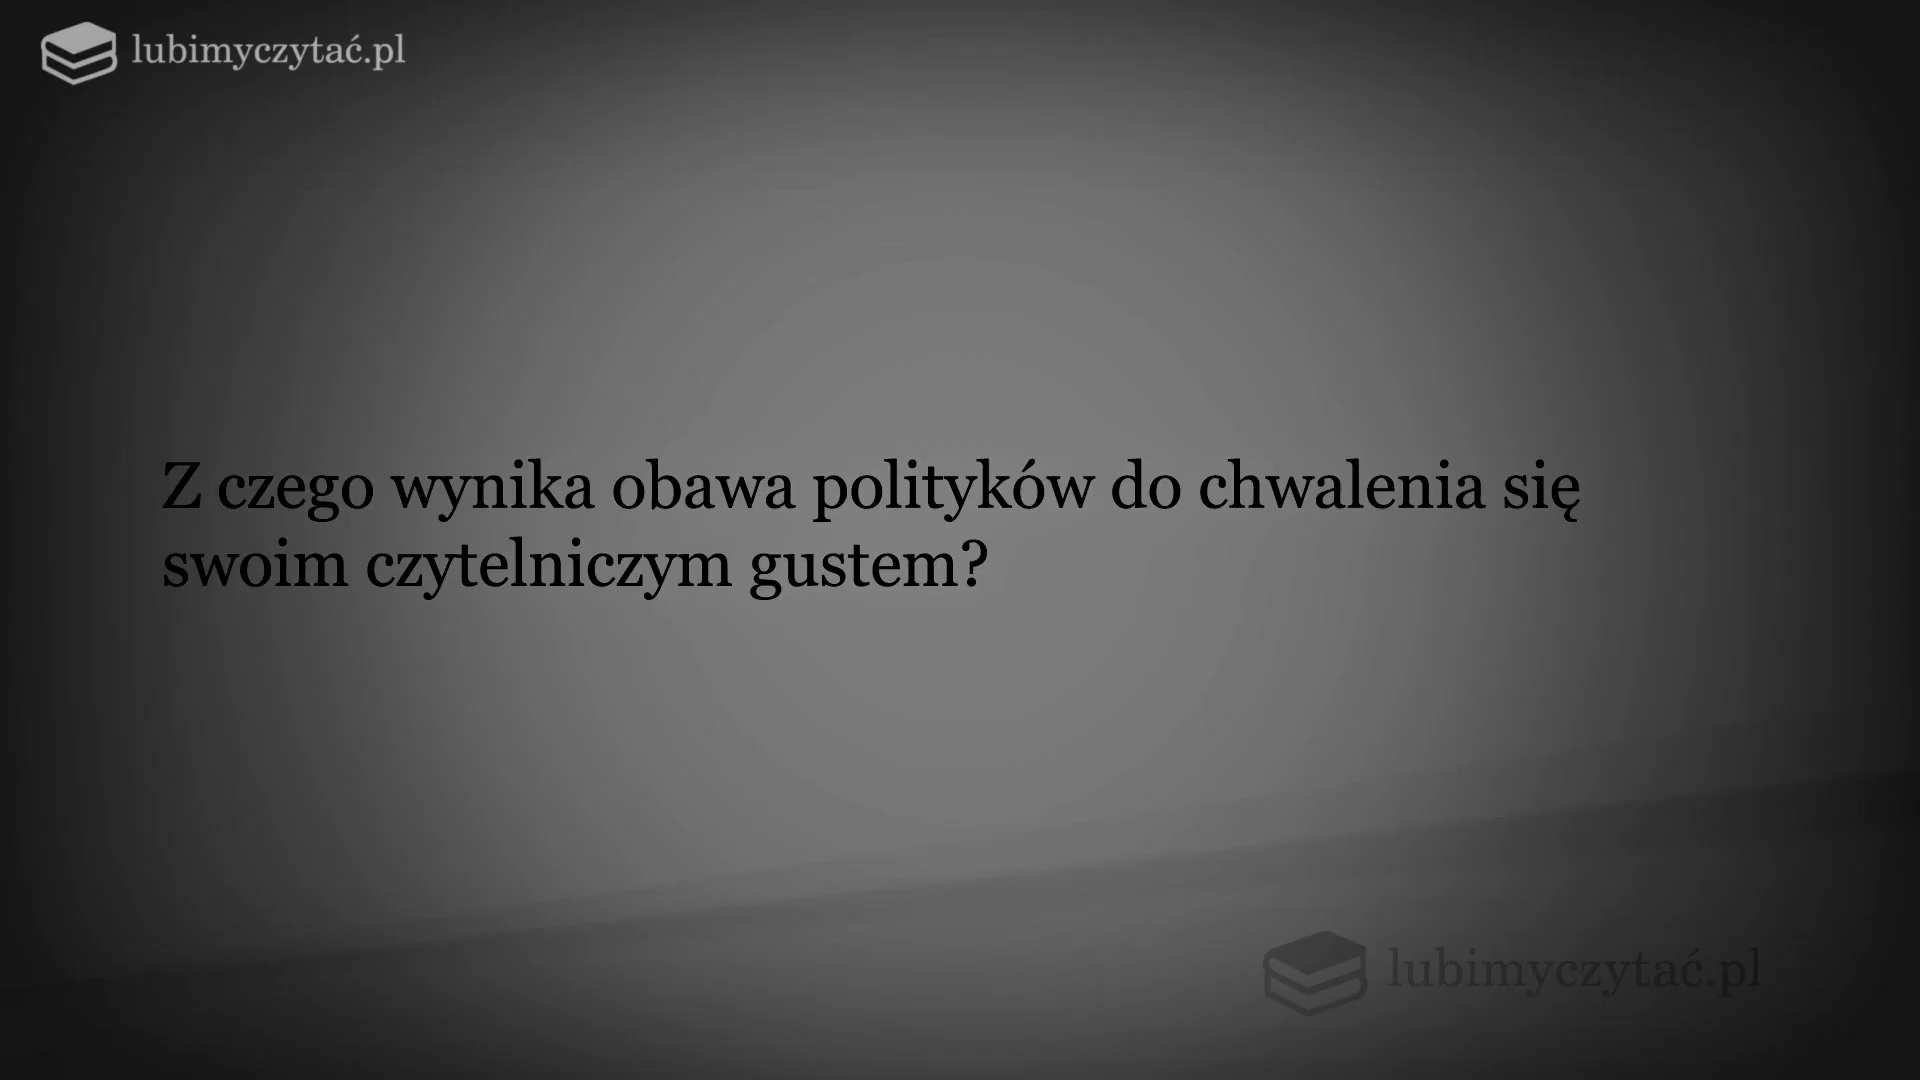 lubimyczytać.pl
Z czego wynika obawa polityków do chwalenia się
swoim czytelniczym gustem?
lubimyczytać.pl